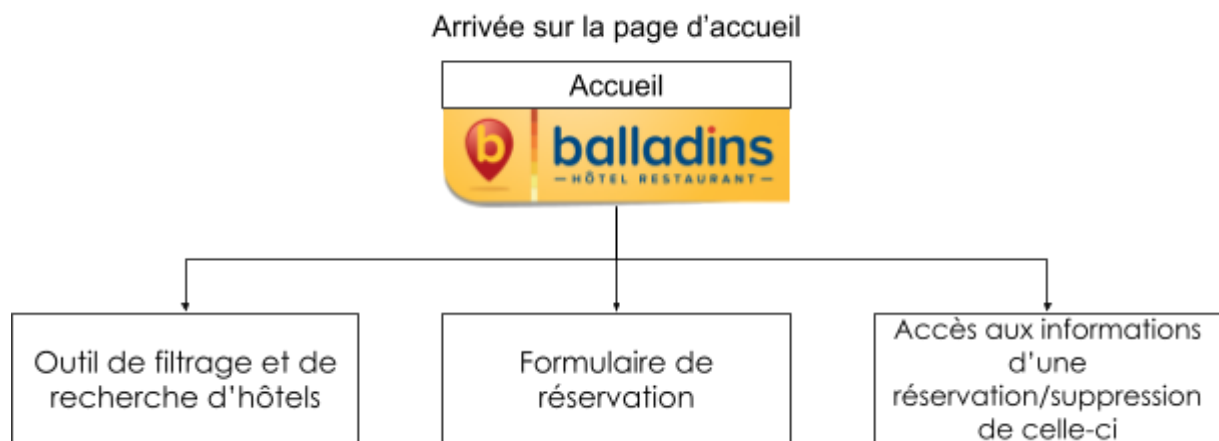 Arrivée sur la page d’accueil
Accueil
b
balladins
—HÔTEL RESTAURANT—
Outil de filtrage et de
recherche d’hôtels
Formulaire de
réservation
Accès aux informations
d’une
réservation/suppression
de celle-ci